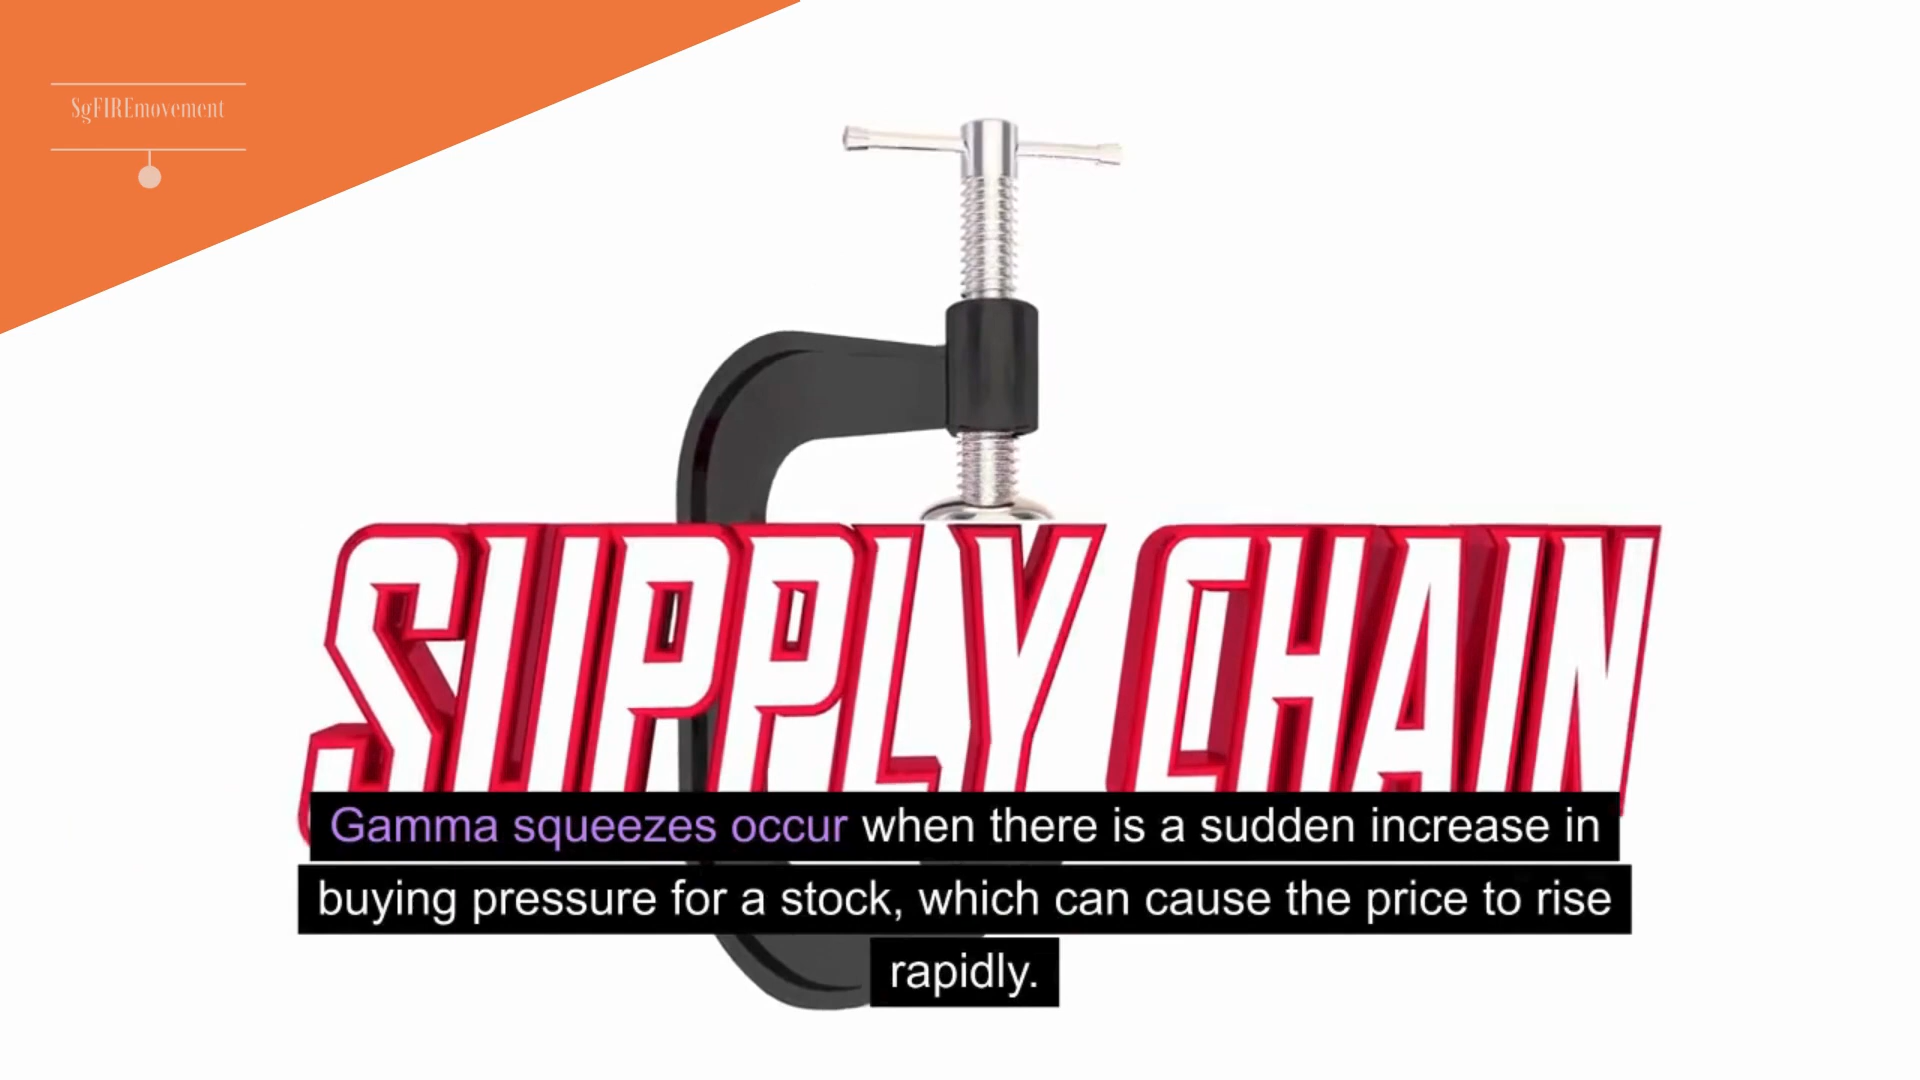 SgFIREmovement
SUPPLY CHAIN
Gamma squeezes occur when there is a sudden increase in
buying pressure for a stock, which can cause the price to rise
rapidly.